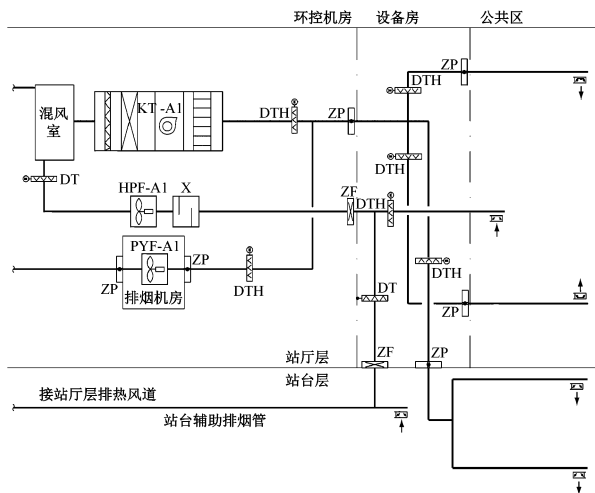 环控机房 设备房 公共区
ZP
DTH
混风室
KT-A1
DTH
ZP
DTH
DT
HPF-A1 X
ZF
DTH
PYF-A1
ZP
ZP
排烟机房
DTH
DTH
DT
ZP
站厅层
ZF
ZP
站台层
接站厅层排热风道
站台辅助排烟管